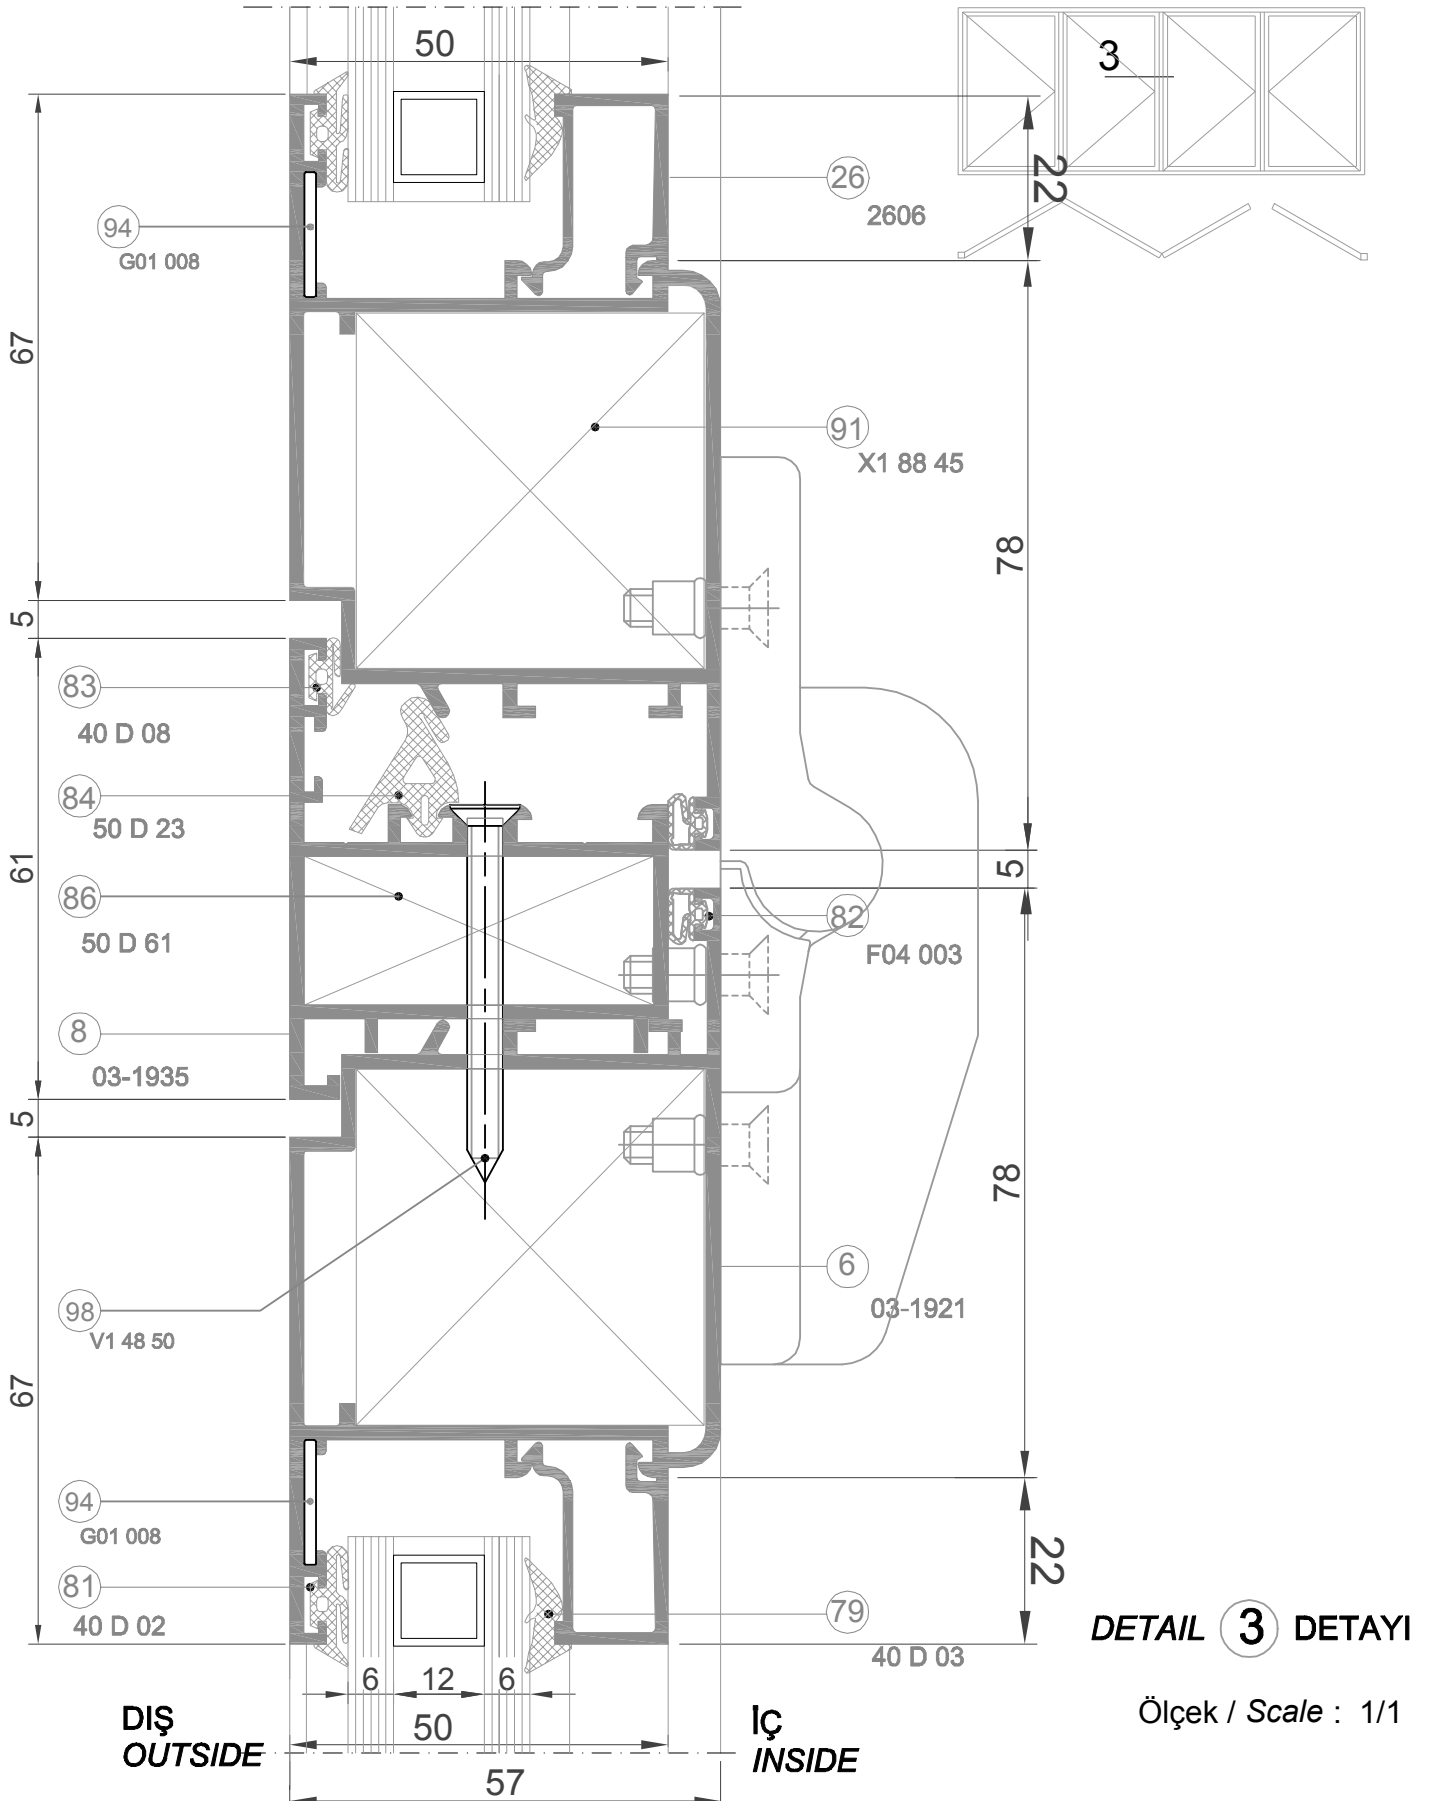 50
3
22
26
2606
94
G01 008
67
91
X1 88 45
78
5
83
40 D 08
84
50 D 23
61
5
86
50 D 61
82
F04 003
8
03-1935
5
78
6
03-1921
98
V1 48 50
67
94
G01 008
22
81
40 D 02
79
40 D 03
DETAIL 3 DETAYI
6 12 6
Ölçek / Scale : 1/1
DIŞ
OUTSIDE
50
İÇ
INSIDE
57